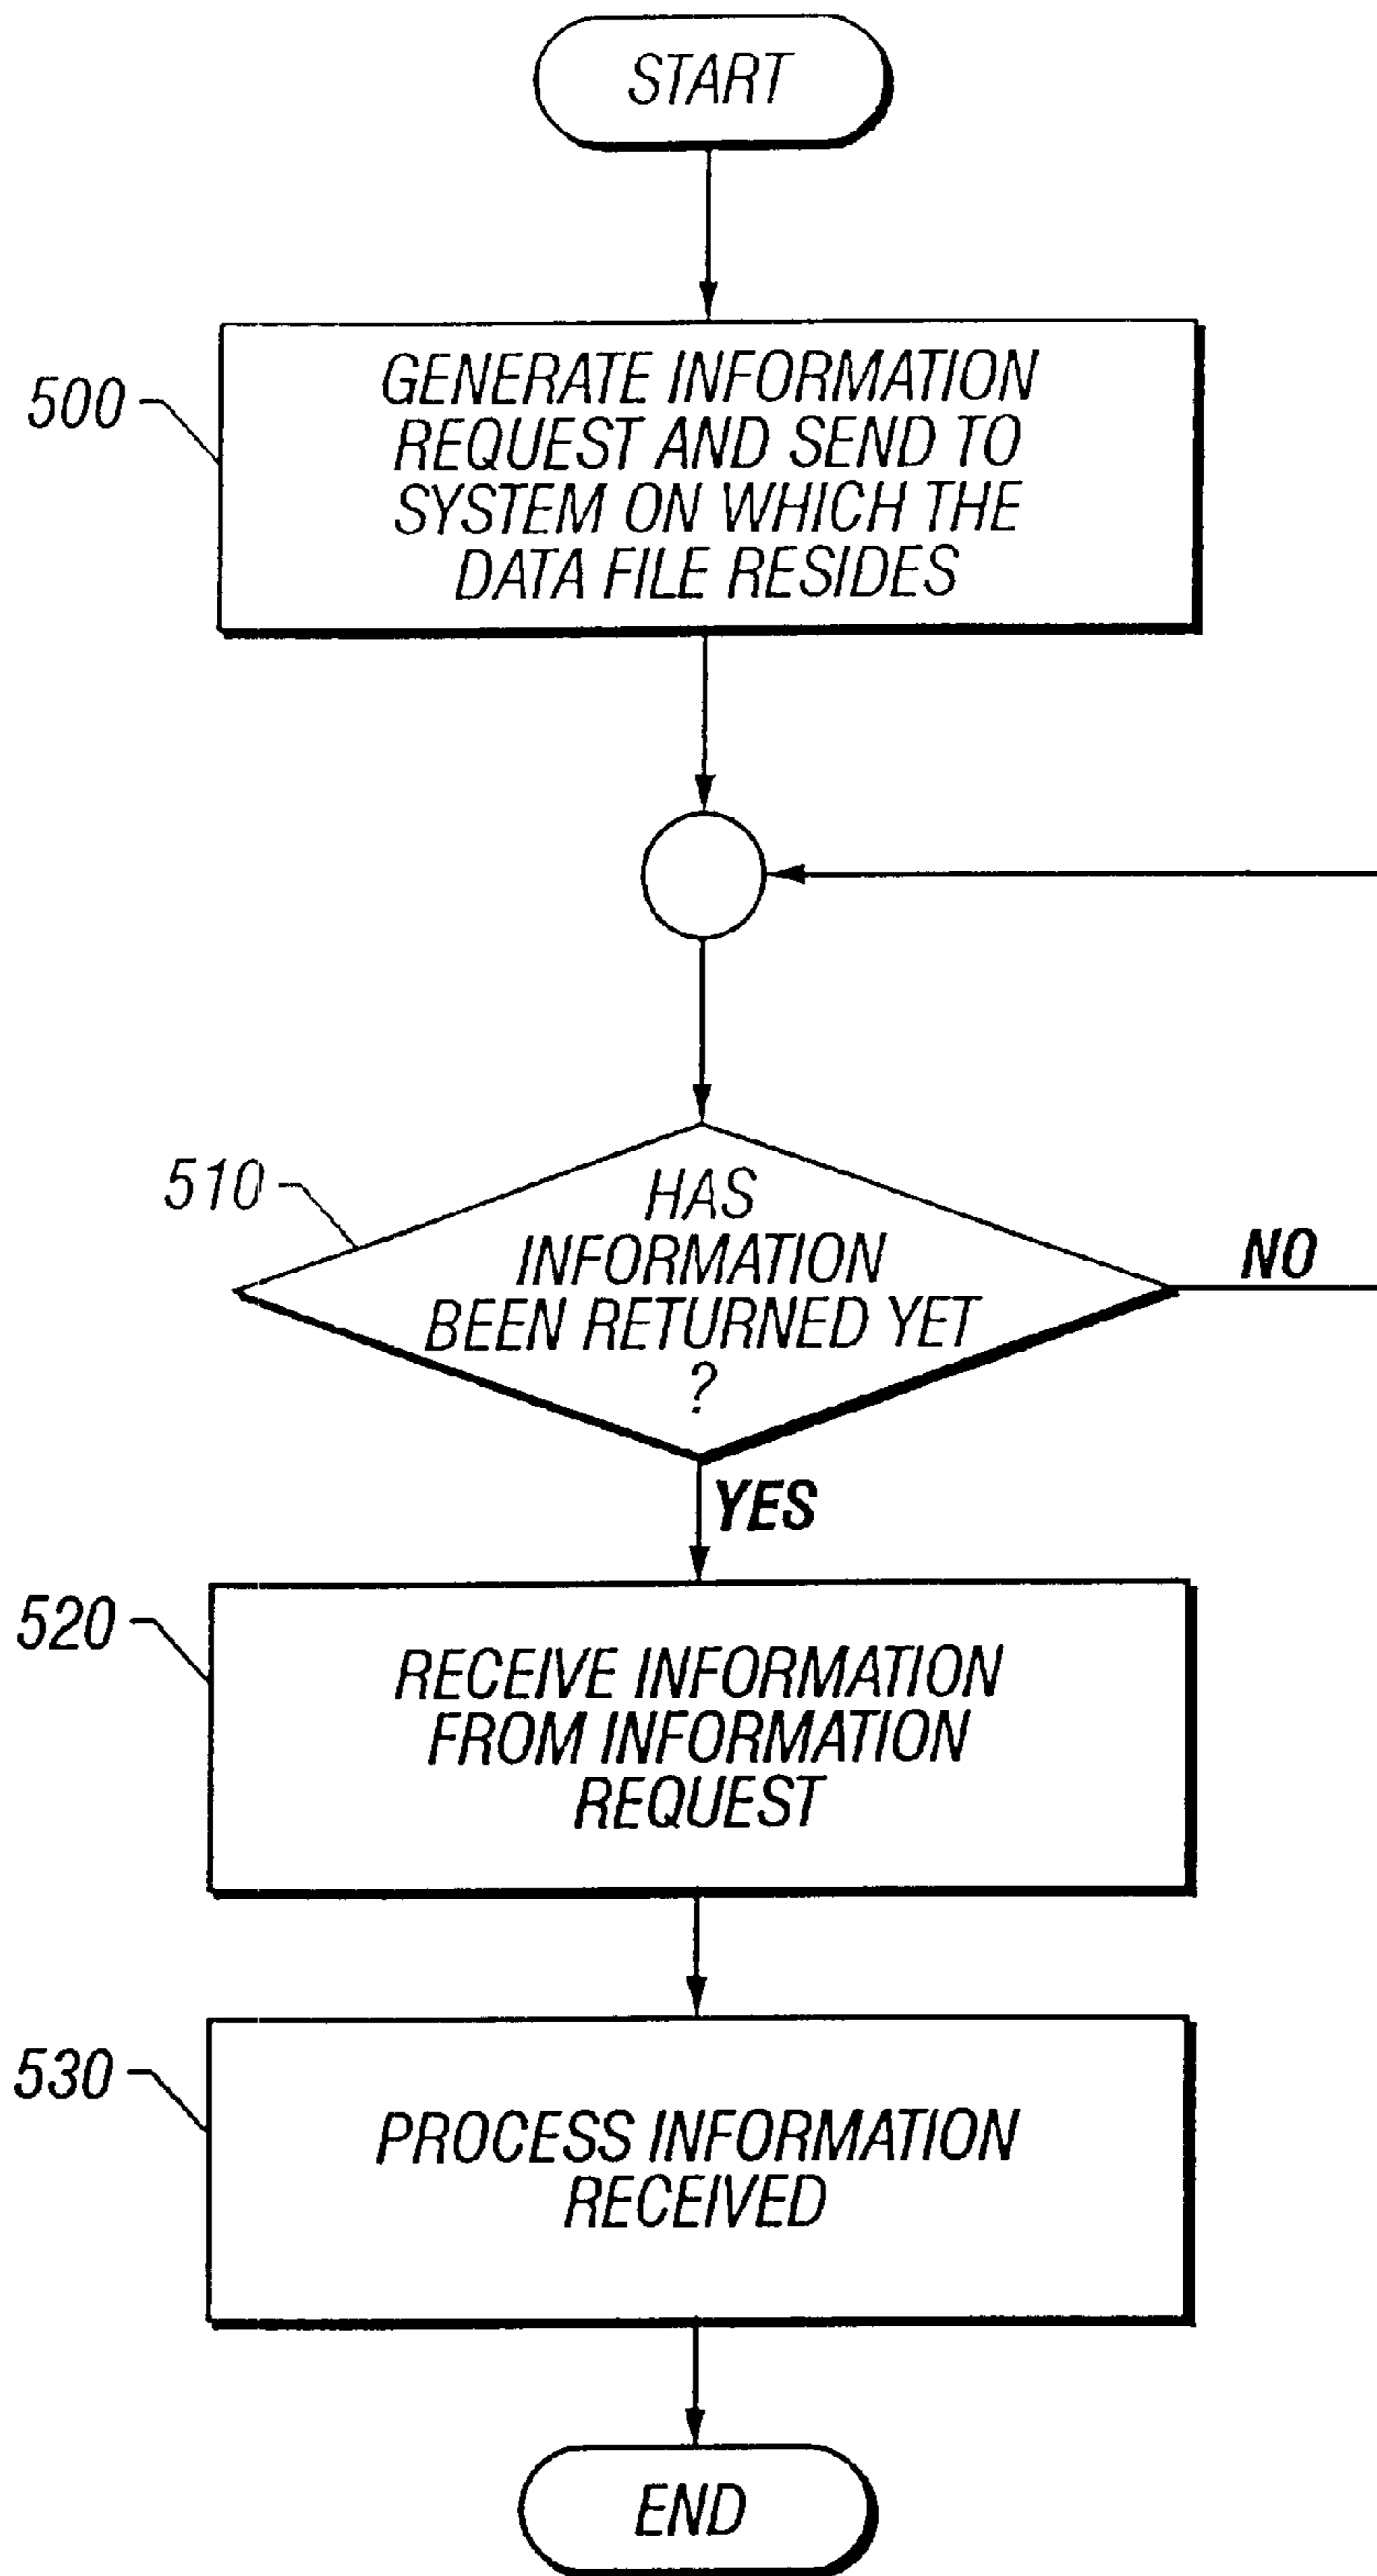 START
500
GENERATE INFORMATION
REQUEST AND SEND TO
SYSTEM ON WHICH THE
DATA FILE RESIDES
510
HAS
INFORMATION
BEEN RETURNED YET
?
NO
YES
520
RECEIVE INFORMATION
FROM INFORMATION
REQUEST
530
PROCESS INFORMATION
RECEIVED
END